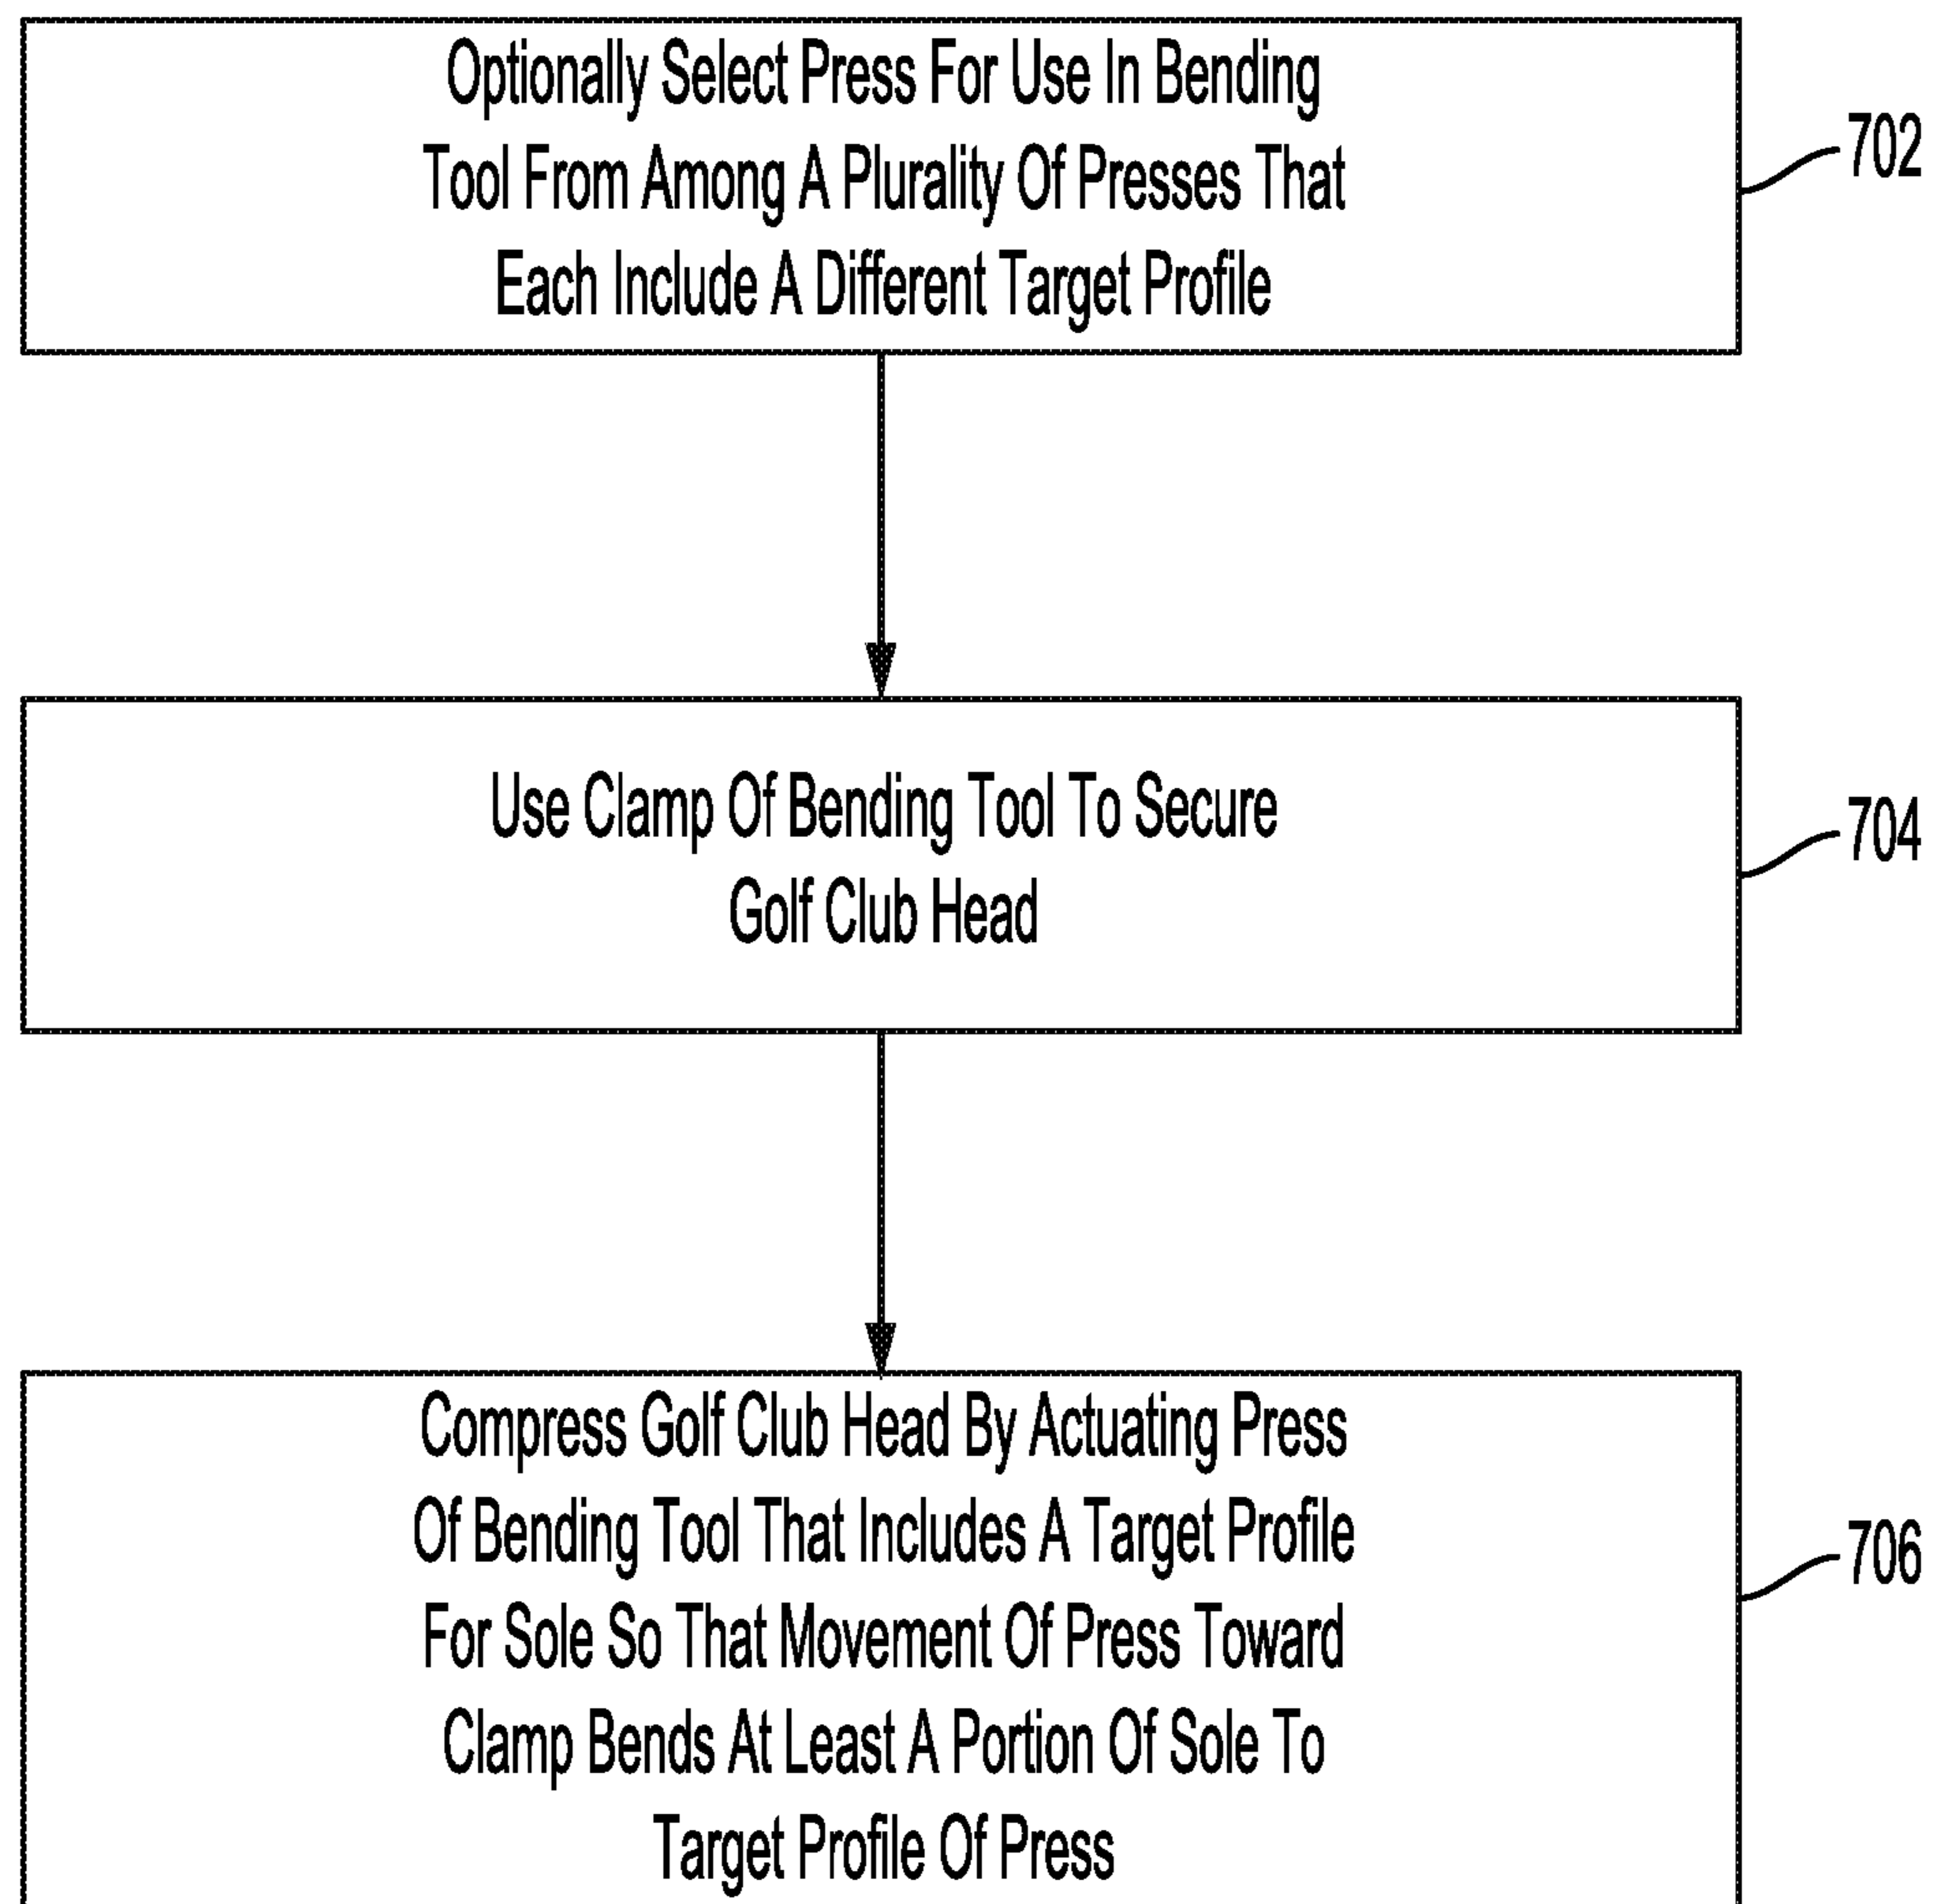 Optionally Select Press For Use In Bending
Tool From Among A Plurality Of Presses That
Each Include A Different Target Profile
702
Use Clamp Of Bending Tool To Secure
Golf Club Head
704
Compress Golf Club Head By Actuating Press
Of Bending Tool That Includes A Target Profile
For Sole So That Movement Of Press Toward
Clamp Bends At Least A Portion Of Sole To
Target Profile Of Press
706